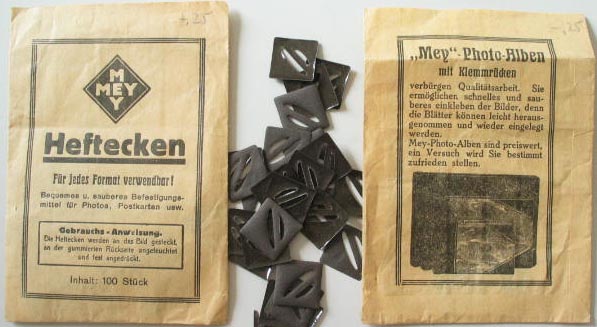 +,25
MEY
MEY
Heftecken
Für jedes Format verwendbar!
Bequemes u. sauberes Befestigungs-
mittel für Photos, Postkarten usw.
Gebrauchs-Anweisung.
Die Heftecken werden an das Bild gesteckt,
an der gummierten Rückseite angefeuchtet
und fest angedrückt.
Inhalt: 100 Stück
-,25
„Mey“-Photo-Alben
mit Klemmrücken
verbürgen Qualitätsarbeit. Sie
ermöglichen schnelles und sau-
beres einkleben der Bilder, denn
die Blätter können leicht heraus-
genommen und wieder eingelegt
werden.
Mey-Photo-Alben sind preiswert,
ein Versuch wird Sie bestimmt
zufrieden stellen.